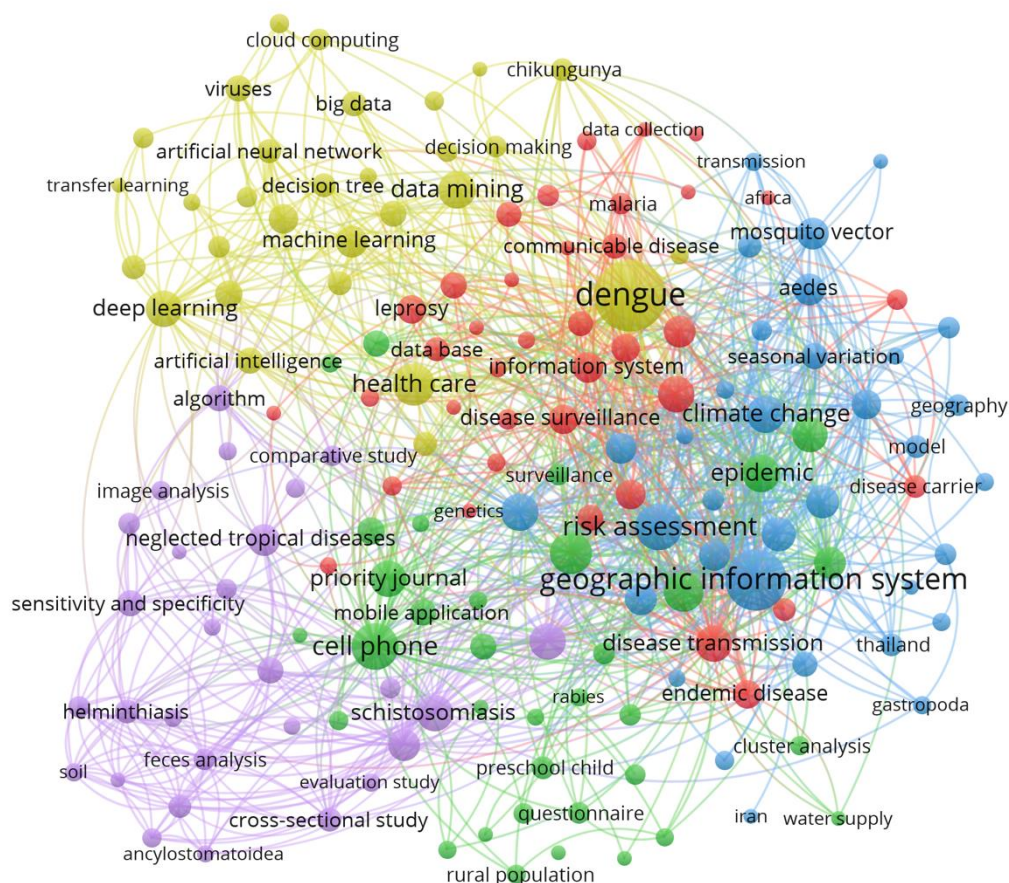 cloud computing
chikungunya
viruses
big data
data collection
artificial neural network
decision making
transmission
transfer learning
decision tree
data mining
malaria
africa
machine learning
communicable disease
mosquito vector
dengue
aedes
deep learning
leprosy
data base
information system
seasonal variation
artificial intelligence
health care
algorithm
disease surveillance
climate change
geography
comparative study
model
surveillance
epidemic
disease carrier
image analysis
genetics
risk assessment
neglected tropical diseases
priority journal
geographic information system
sensitivity and specificity
mobile application
cell phone
disease transmission
thailand
rabies
endemic disease
gastropoda
helminthiasis
schistosomiasis
cluster analysis
feces analysis
preschool child
soil
evaluation study
cross-sectional study
questionnaire
iran
water supply
ancylostomatoidea
rural population